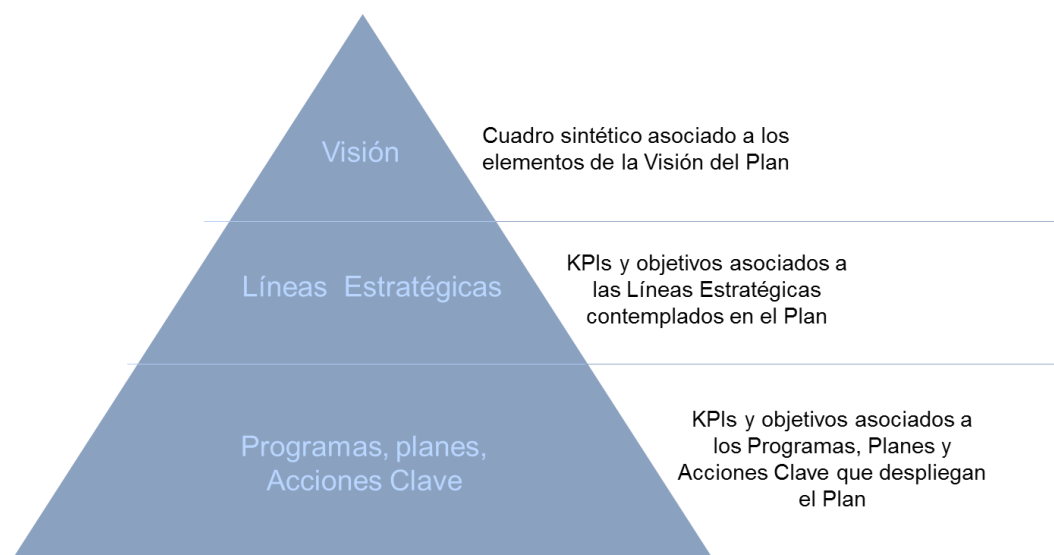 Visión
Cuadro sintético asociado a los
elementos de la Visión del Plan
Líneas Estratégicas
KPIs y objetivos asociados a
las Líneas Estratégicas
contemplados en el Plan
Programas, planes,
Acciones Clave
KPIs y objetivos asociados a
los Programas, Planes y
Acciones Clave que despliegan
el Plan